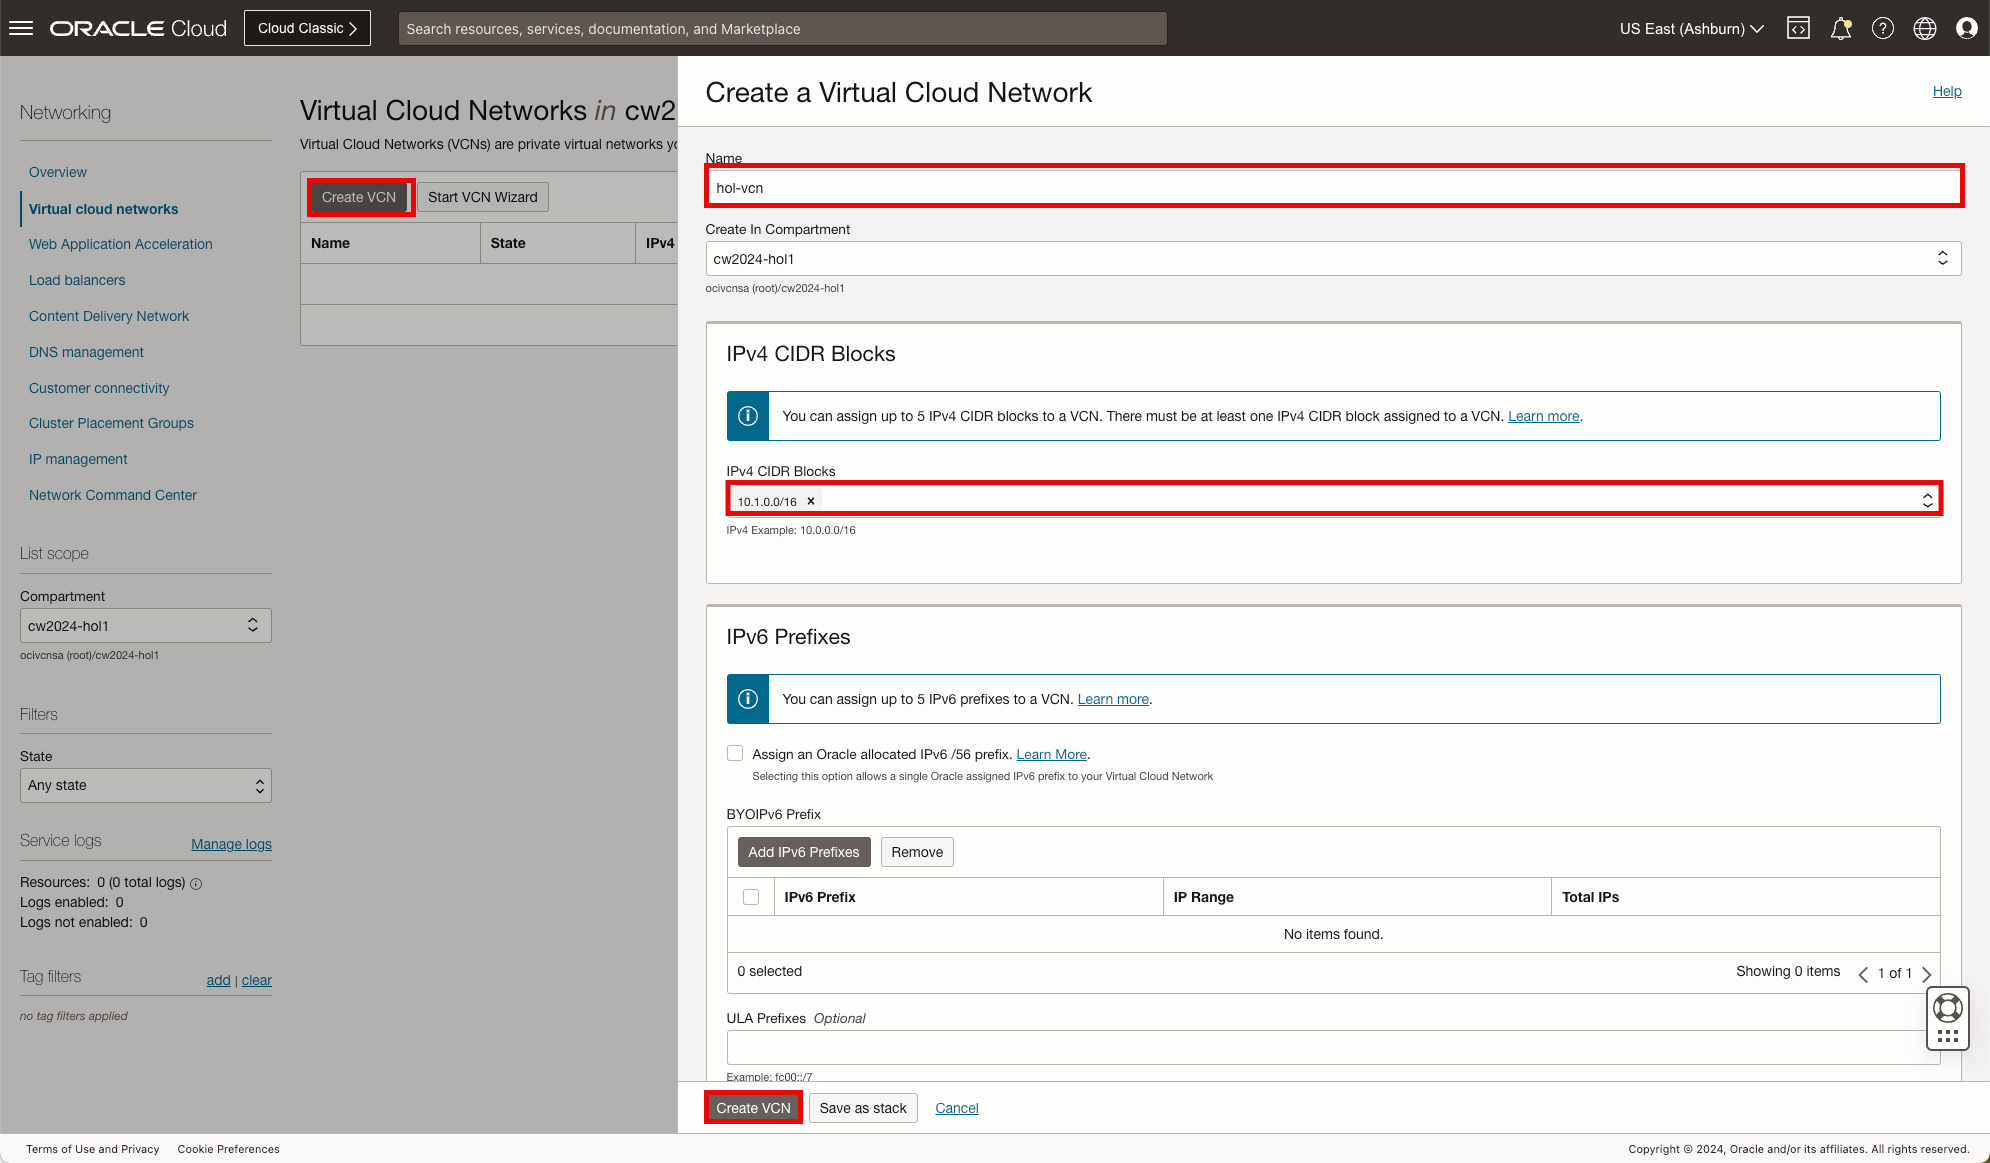 ORACLE Cloud
Cloud Classic
Search resources, services, documentation, and Marketplace
US East (Ashburn)
Networking
Overview
Virtual cloud networks
Web Application Acceleration
Load balancers
Content Delivery Network
DNS management
Customer connectivity
Cluster Placement Groups
IP management
Network Command Center
List scope
Compartment
cw2024-hol1
ocivcnsa (root)/cw2024-hol1
Filters
State
Any state
Service logs Manage logs
Resources: 0 (0 total logs)
Logs enabled: 0
Logs not enabled: 0
Tag filters add | clear
no tag filters applied
Virtual Cloud Networks in cw2
Virtual Cloud Networks (VCNs) are private virtual networks
Create VCN Start VCN Wizard
Name State IPv4
Create a Virtual Cloud Network
Help
Name
hol-vcn
Create In Compartment
cw2024-hol1
ocivcnsa (root)/cw2024-hol1
IPv4 CIDR Blocks
You can assign up to 5 IPv4 CIDR blocks to a VCN. There must be at least one IPv4 CIDR block assigned to a VCN. Learn more.
IPv4 CIDR Blocks
10.1.0.0/16 ×
IPv4 Example: 10.0.0.0/16
IPv6 Prefixes
You can assign up to 5 IPv6 prefixes to a VCN. Learn more.
Assign an Oracle allocated IPv6 /56 prefix. Learn More.
Selecting this option allows a single Oracle assigned IPv6 prefix to your Virtual Cloud Network
BYOIPv6 Prefix
Add IPv6 Prefixes Remove
IPv6 Prefix IP Range Total IPs
No items found.
0 selected Showing 0 items 1 of 1
ULA Prefixes Optional
Example: fc00::/7
Create VCN Save as stack Cancel
Terms of Use and Privacy Cookie Preferences
Copyright © 2024, Oracle and/or its affiliates. All rights reserved.